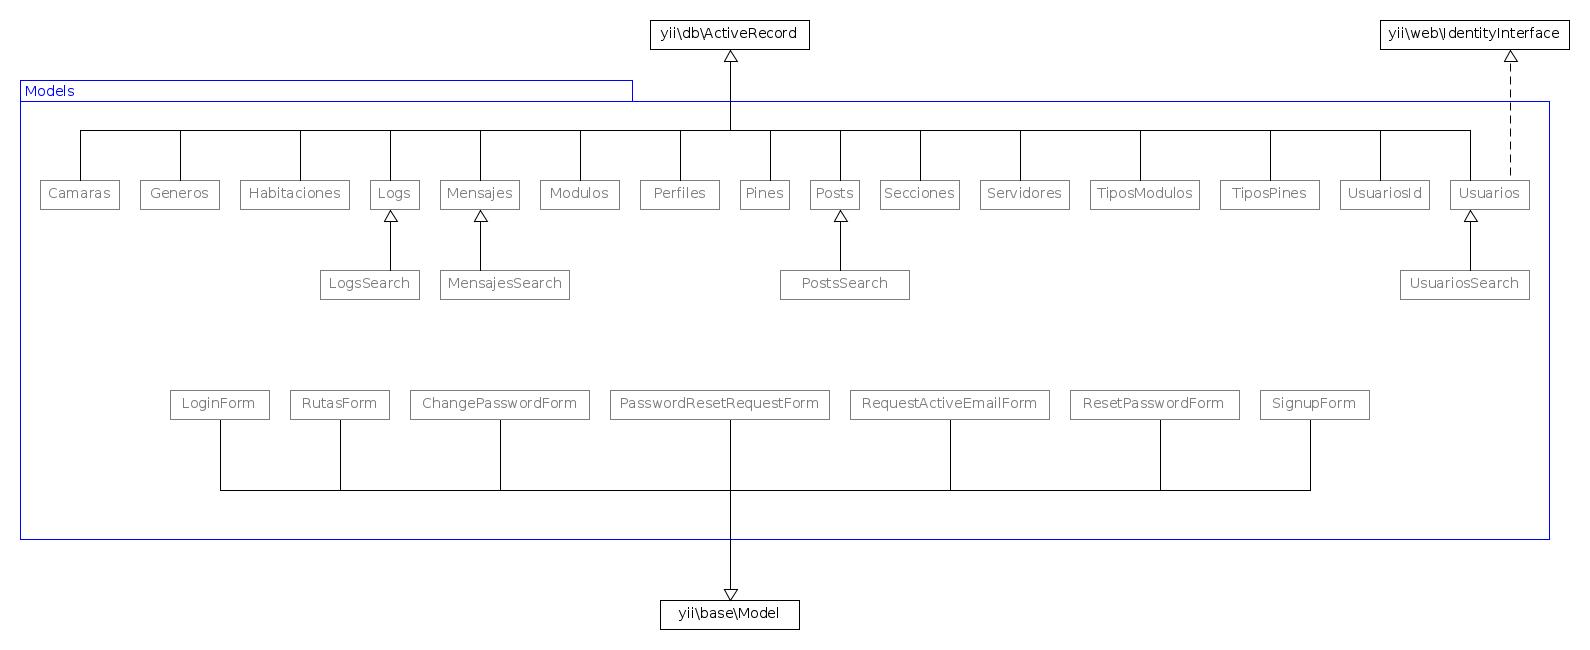 yii\db\ActiveRecord
yii\web\IdentityInterface
Models
Camaras
Generos
Habitaciones
Logs
Mensajes
Modulos
Perfiles
Pines
Posts
Secciones
Servidores
TiposModulos
TiposPines
UsuariosId
Usuarios
LogsSearch
MensajesSearch
PostsSearch
UsuariosSearch
LoginForm
RutasForm
ChangePasswordForm
PasswordResetRequestForm
RequestActiveEmailForm
ResetPasswordForm
SignupForm
yii\base\Model